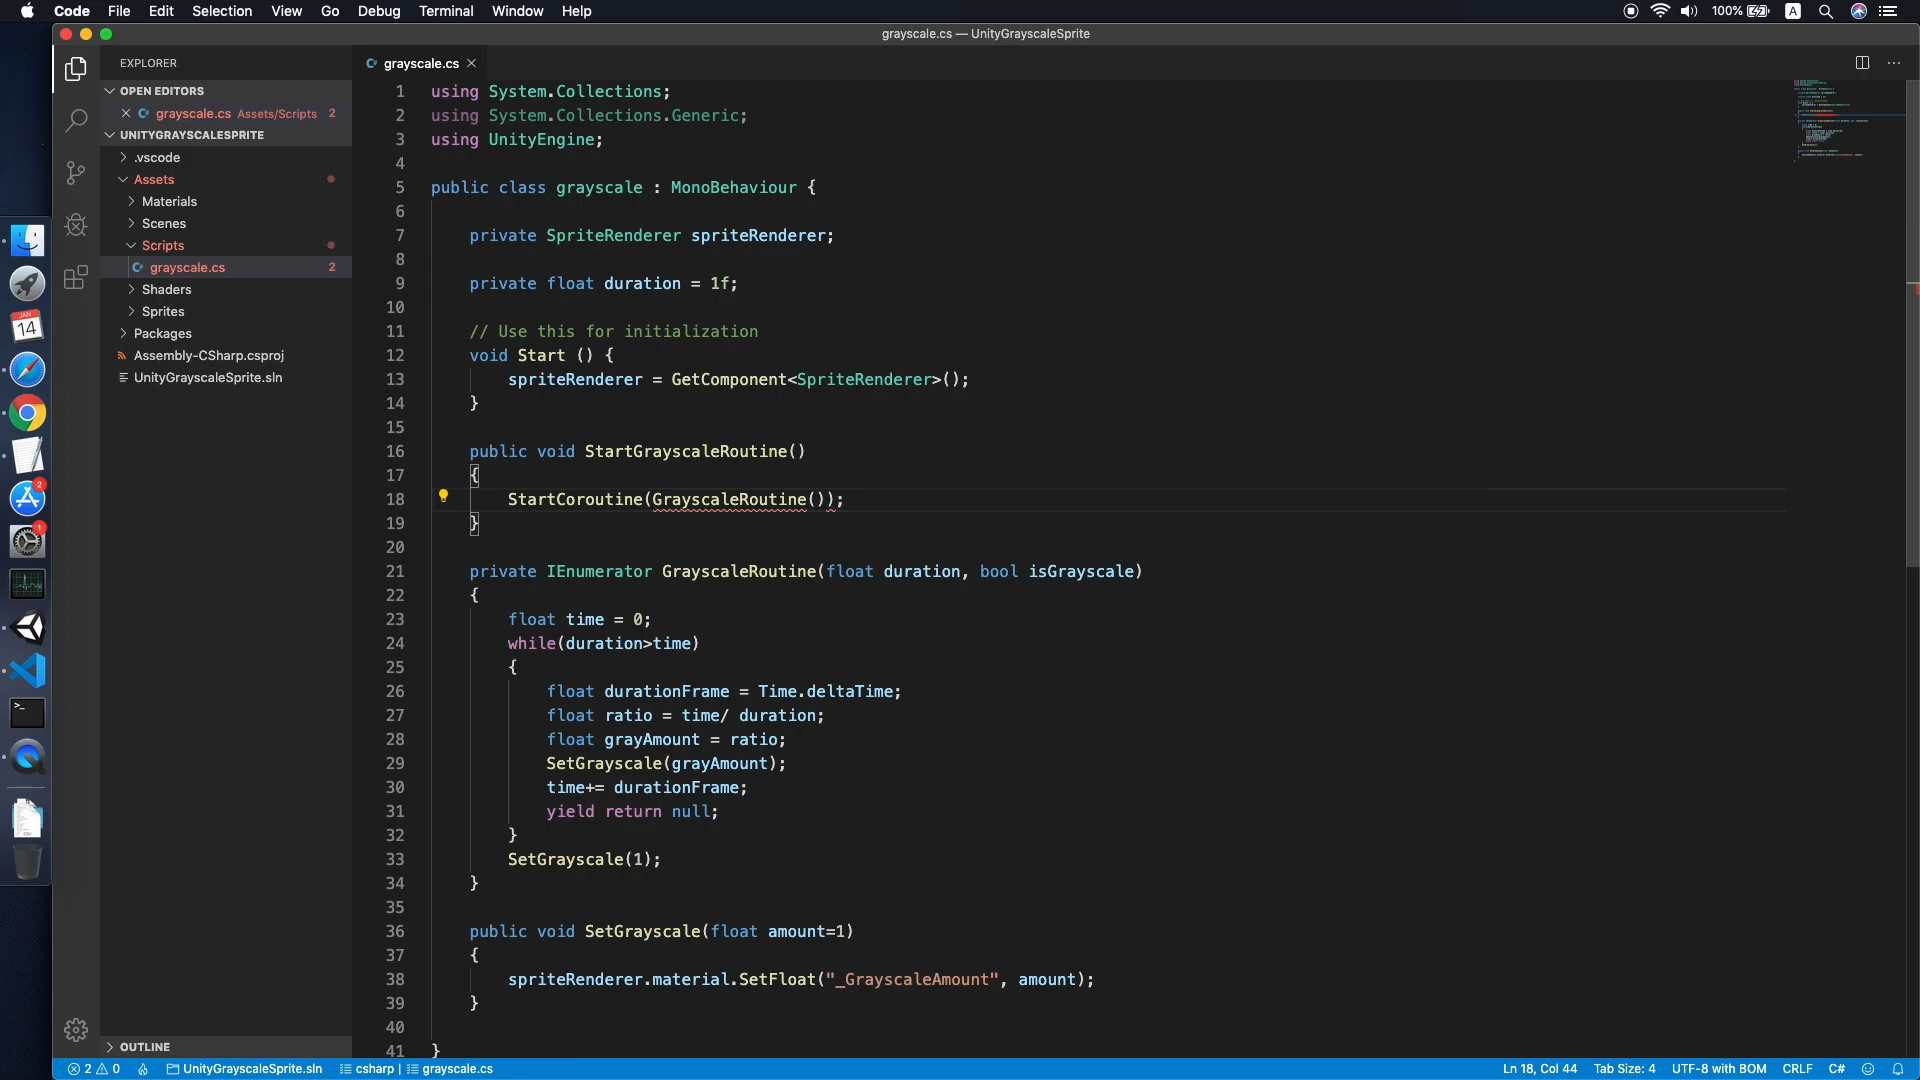 Code File Edit Selection View Go Debug Terminal Window Help 100% A
grayscale.cs — UnityGrayscaleSprite
EXPLORER
OPEN EDITORS
grayscale.cs Assets/Scripts 2
UNITYGRAYSCALESPRITE
.vscode
Assets
Materials
Scenes
Scripts
grayscale.cs 2
Shaders
Sprites
Packages
Assembly-CSharp.csproj
UnityGrayscaleSprite.sln
OUTLINE
JAN
14
2
1
grayscale.cs
1 using System.Collections;
2 using System.Collections.Generic;
3 using UnityEngine;
4
5 public class grayscale : MonoBehaviour {
6
7 private SpriteRenderer spriteRenderer;
8
9 private float duration = 1f;
10
11 // Use this for initialization
12 void Start () {
13 spriteRenderer = GetComponent<SpriteRenderer>();
14 }
15
16 public void StartGrayscaleRoutine()
17 {
18 StartCoroutine(GrayscaleRoutine());
19 }
20
21 private IEnumerator GrayscaleRoutine(float duration, bool isGrayscale)
22 {
23 float time = 0;
24 while(duration>time)
25 {
26 float durationFrame = Time.deltaTime;
27 float ratio = time/ duration;
28 float grayAmount = ratio;
29 SetGrayscale(grayAmount);
30 time+= durationFrame;
31 yield return null;
32 }
33 SetGrayscale(1);
34 }
35
36 public void SetGrayscale(float amount=1)
37 {
38 spriteRenderer.material.SetFloat("_GrayscaleAmount", amount);
39 }
40
41 }
2 0 UnityGrayscaleSprite.sln csharp | grayscale.cs Ln 18, Col 44 Tab Size: 4 UTF-8 with BOM CRLF C#